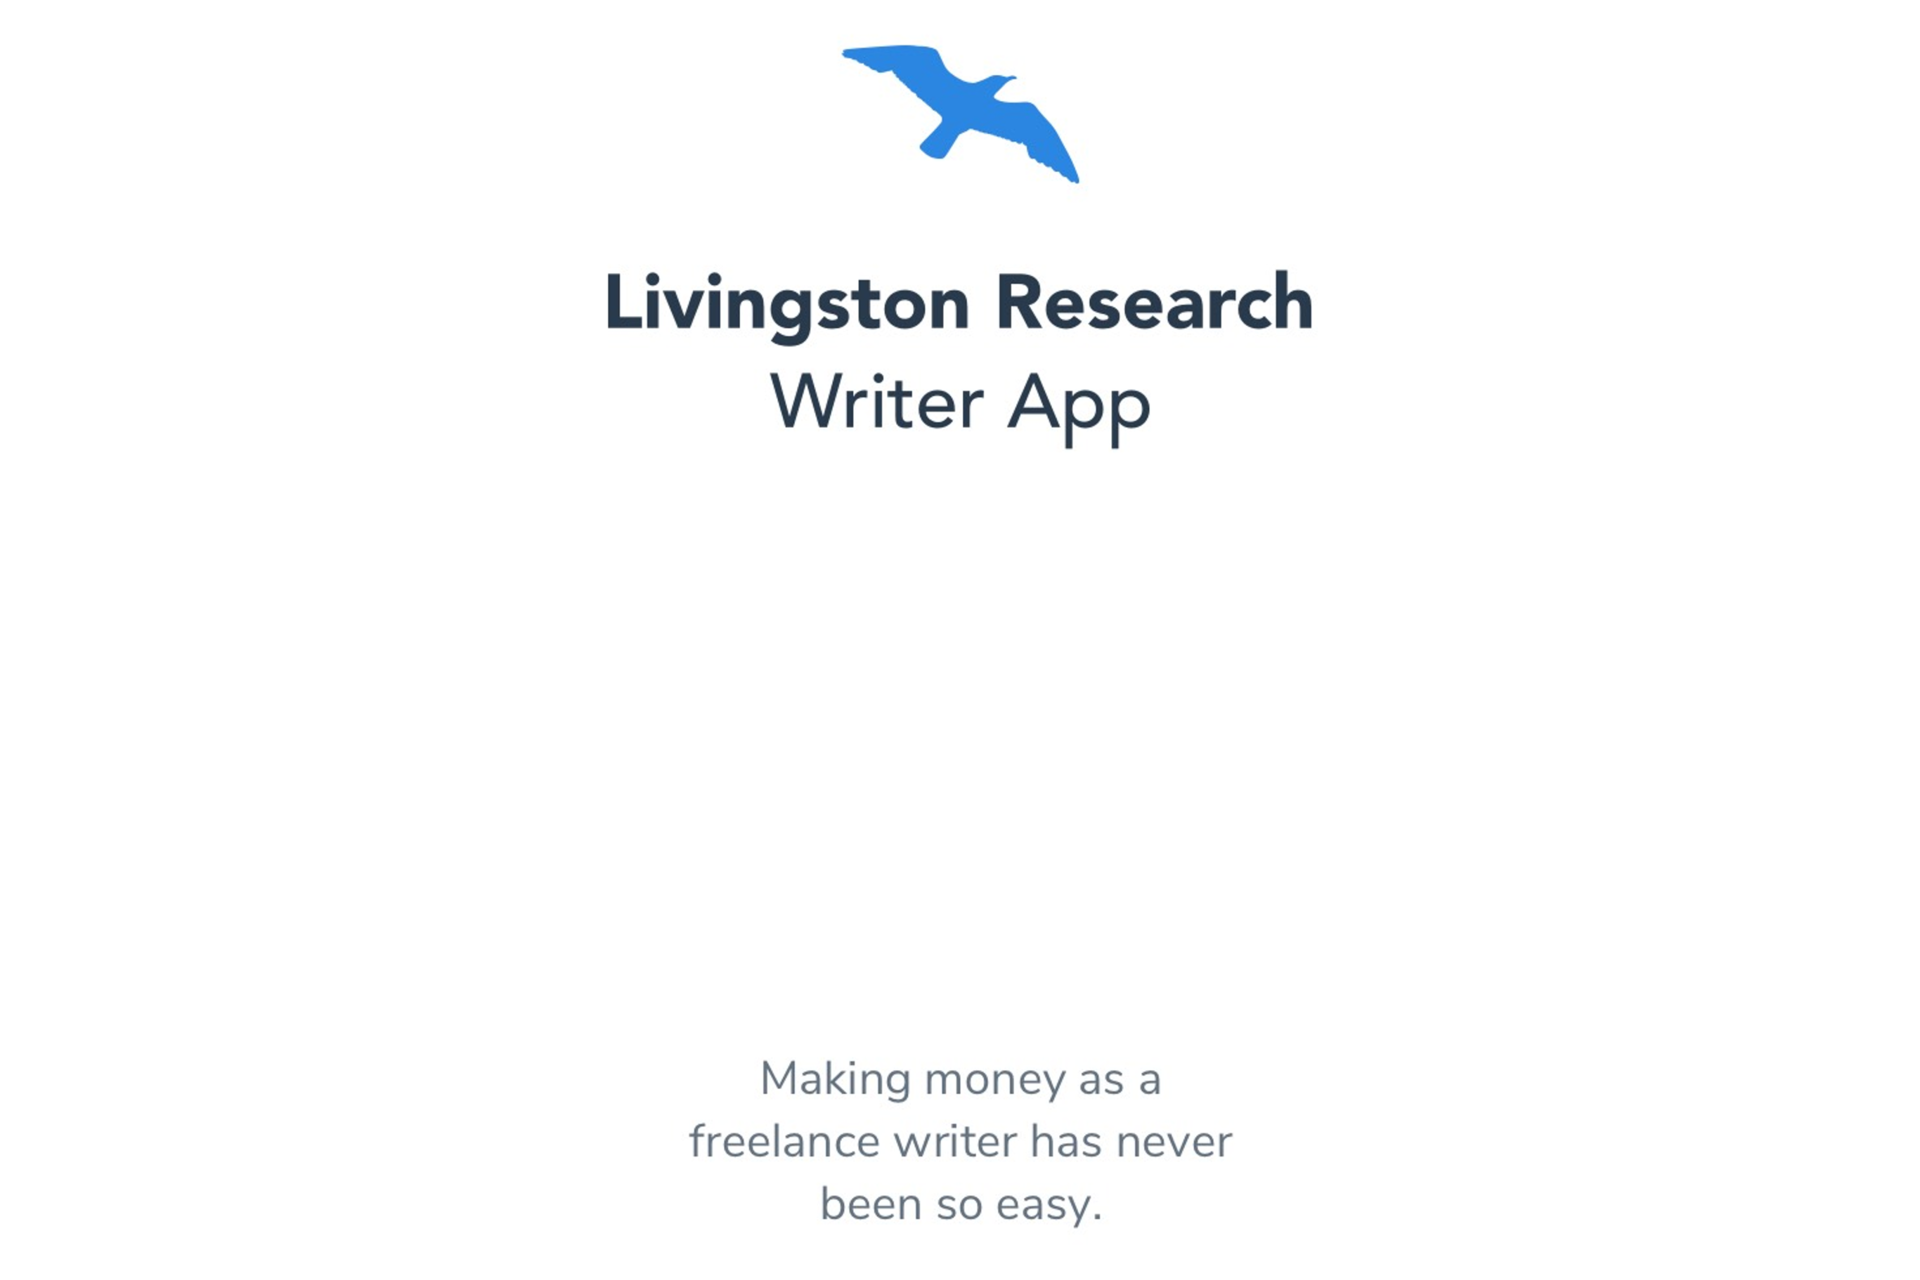 Livingston Research
Writer App
Making money as a
freelance writer has never
been so easy.